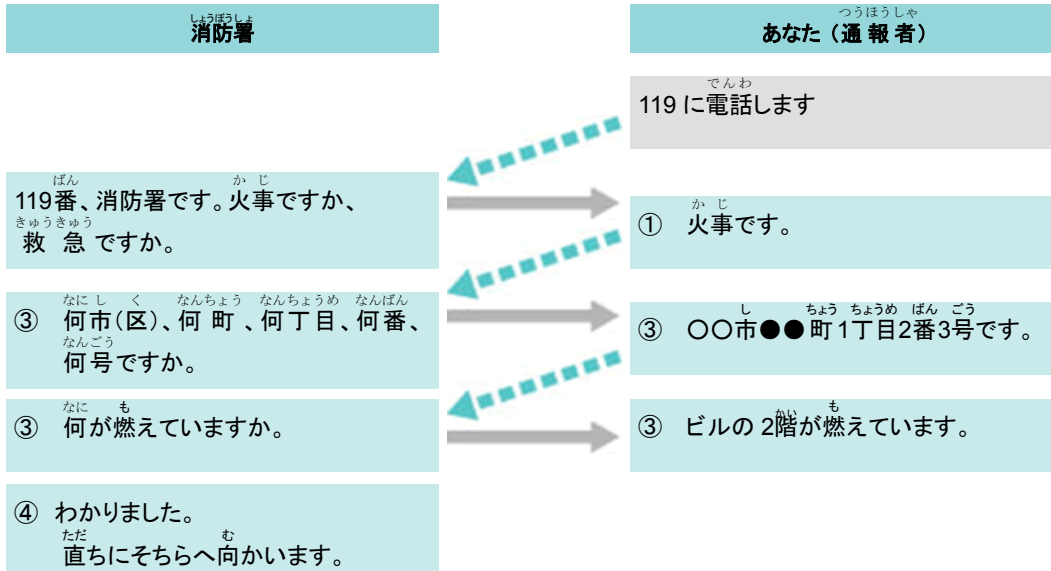 しょうぼうしょ
消防署
つうほうしゃ
あなた（通報者）
でんわ
119に電話します
ばん かじ
119番、消防署です。火事ですか、
きゅうきゅう
救急ですか。
かじ
① 火事です。
なにし く なんちょう なんちょうめ なんばん
③ 何市（区）、何町、何丁目、何番、
なんごう
何号ですか。
し ちょう ちょうめ ばん ごう
③ 〇〇市●●町1丁目2番3号です。
なに も
③ 何が燃えていますか。
かい も
③ ビルの2階が燃えています。
④ わかりました。
ただ む
直ちにそちらへ向かいます。